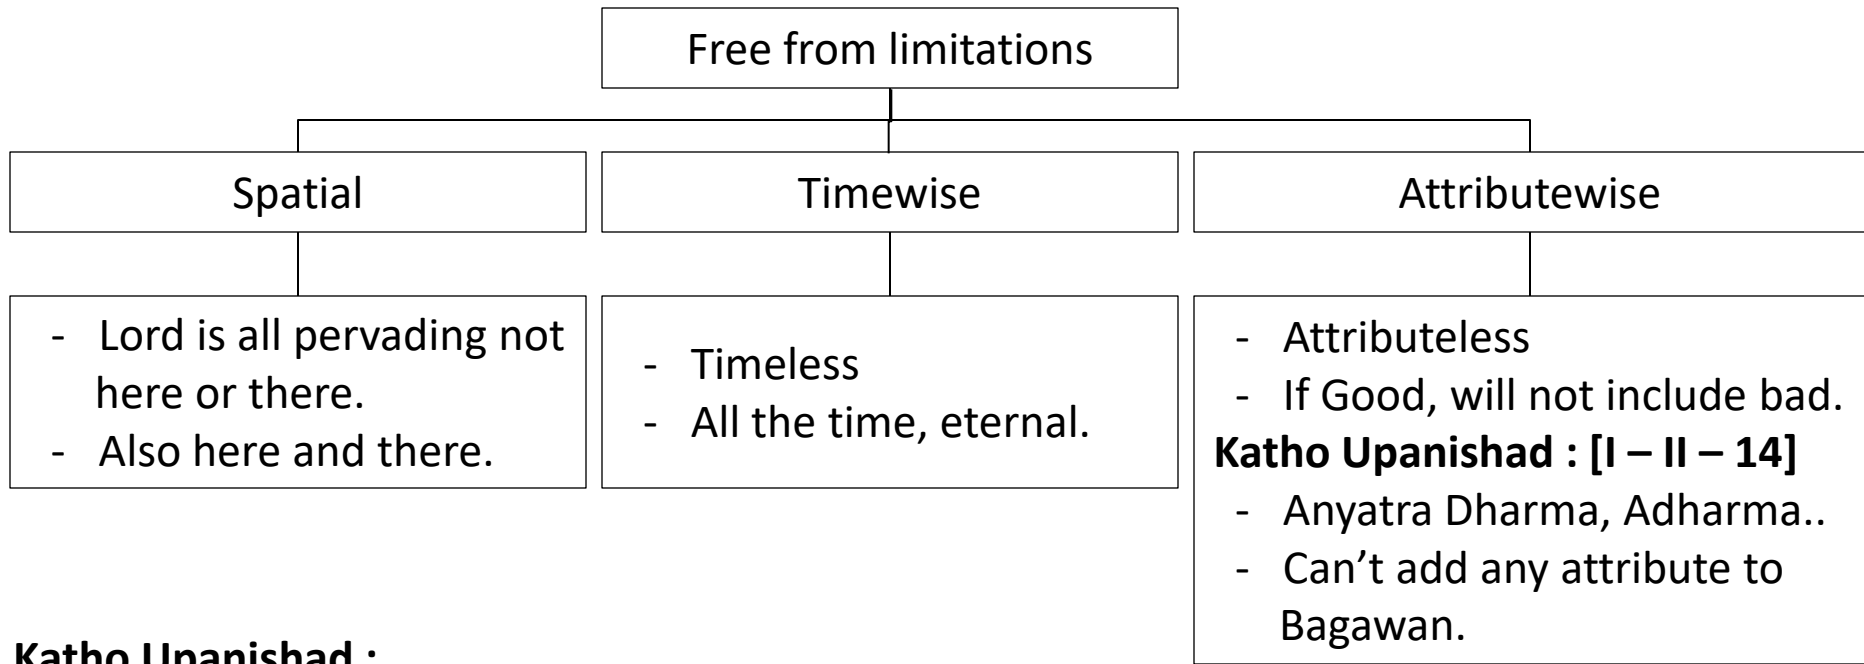 Free from limitations
Spatial
Timewise
Attributewise
- Lord is all pervading not
here or there.
- Also here and there.
- Timeless
- All the time, eternal.
- Attributeless
- If Good, will not include bad.
Katho Upanishad : [I – II – 14]
- Anyatra Dharma, Adharma..
- Can’t add any attribute to
Bagawan.
Katho Upanishad :